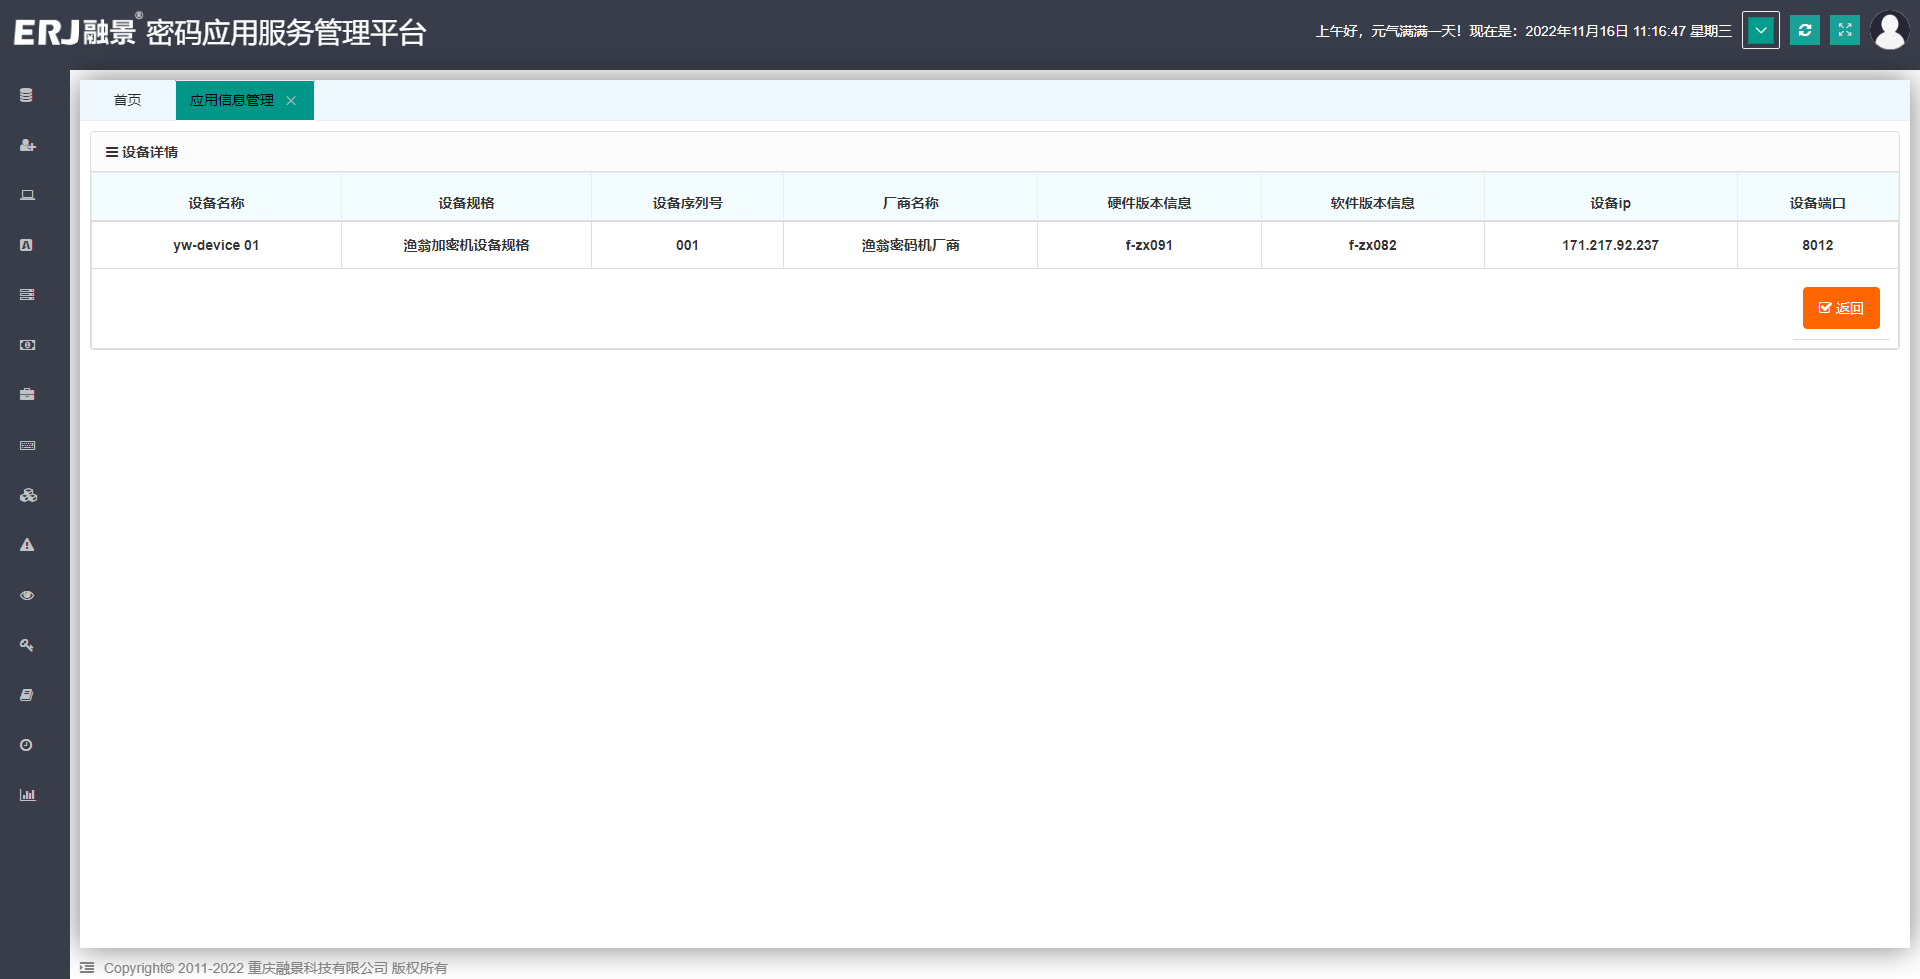 ERJ融景® 密码应用服务管理平台
上午好，元气满满一天！现在是：2022年11月16日 11:16:47 星期三
首页 应用信息管理
设备详情
设备名称 设备规格 设备序列号 厂商名称 硬件版本信息 软件版本信息 设备ip 设备端口
yw-device 01 渔翁加密机设备规格 001 渔翁密码机厂商 f-zx091 f-zx082 171.217.92.237 8012
返回
Copyright© 2011-2022 重庆融景科技有限公司 版权所有